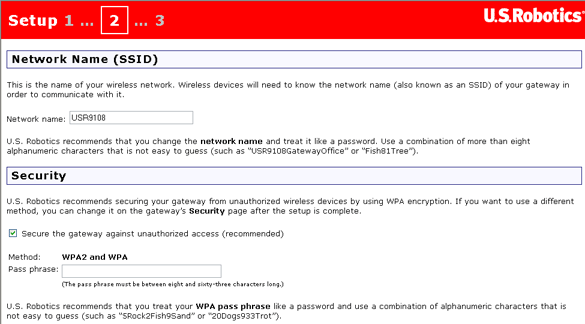 Setup 1 ... 2 ... 3
U.S.Robotics
Network Name (SSID)
This is the name of your wireless network. Wireless devices will need to know the network name (also known as an SSID) of your gateway in
order to communicate with it.
Network name: USR9108
U.S. Robotics recommends that you change the network name and treat it like a password. Use a combination of more than eight
alphanumeric characters that is not easy to guess (such as "USR9108GatewayOffice" or "Fish81Tree").
Security
U.S. Robotics recommends securing your gateway from unauthorized wireless devices by using WPA encryption. If you want to use a different
method, you can change it on the gateway's Security page after the setup is complete.
Secure the gateway against unauthorized access (recommended)
Method: WPA2 and WPA
Pass phrase:
(The pass phrase must be between eight and sixty-three characters long.)
U.S. Robotics recommends that you treat your WPA pass phrase like a password and use a combination of alphanumeric characters that is
not easy to guess (such as "SRock2Fish9Sand" or "20Dogs933Trot").